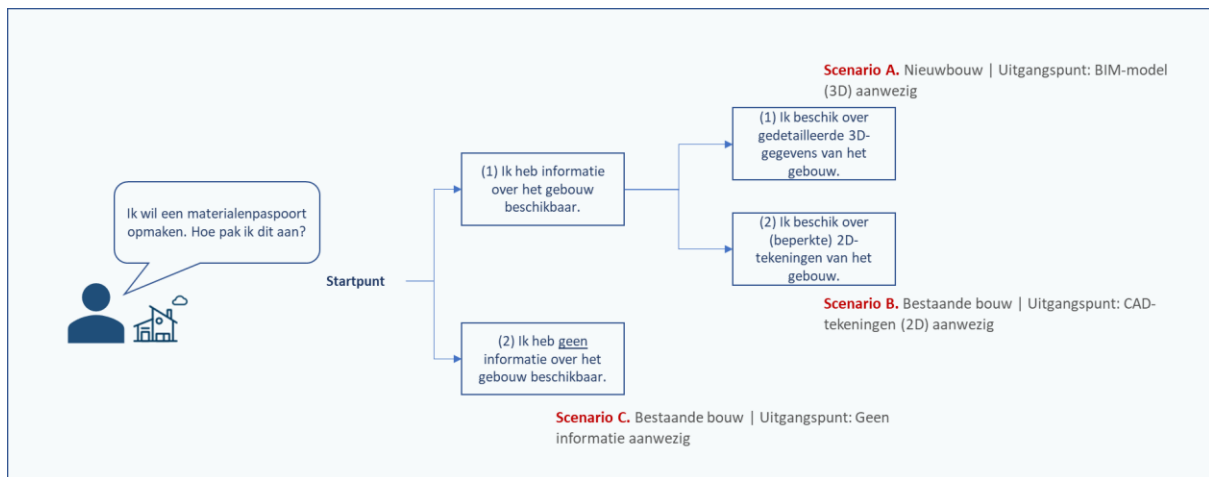 Scenario A. Nieuwbouw | Uitgangspunt: BIM-model
(3D) aanwezig
(1) Ik beschik over
gedetailleerde 3D-
gegevens van het
gebouw.
(1) Ik heb informatie
over het gebouw
beschikbaar.
Ik wil een materialenpaspoort
opmaken. Hoe pak ik dit aan?
(2) Ik beschik over
(beperkte) 2D-
tekeningen van het
gebouw.
Startpunt
Scenario B. Bestaande bouw | Uitgangspunt: CAD-
tekeningen (2D) aanwezig
(2) Ik heb geen
informatie over het
gebouw beschikbaar.
Scenario C. Bestaande bouw | Uitgangspunt: Geen
informatie aanwezig